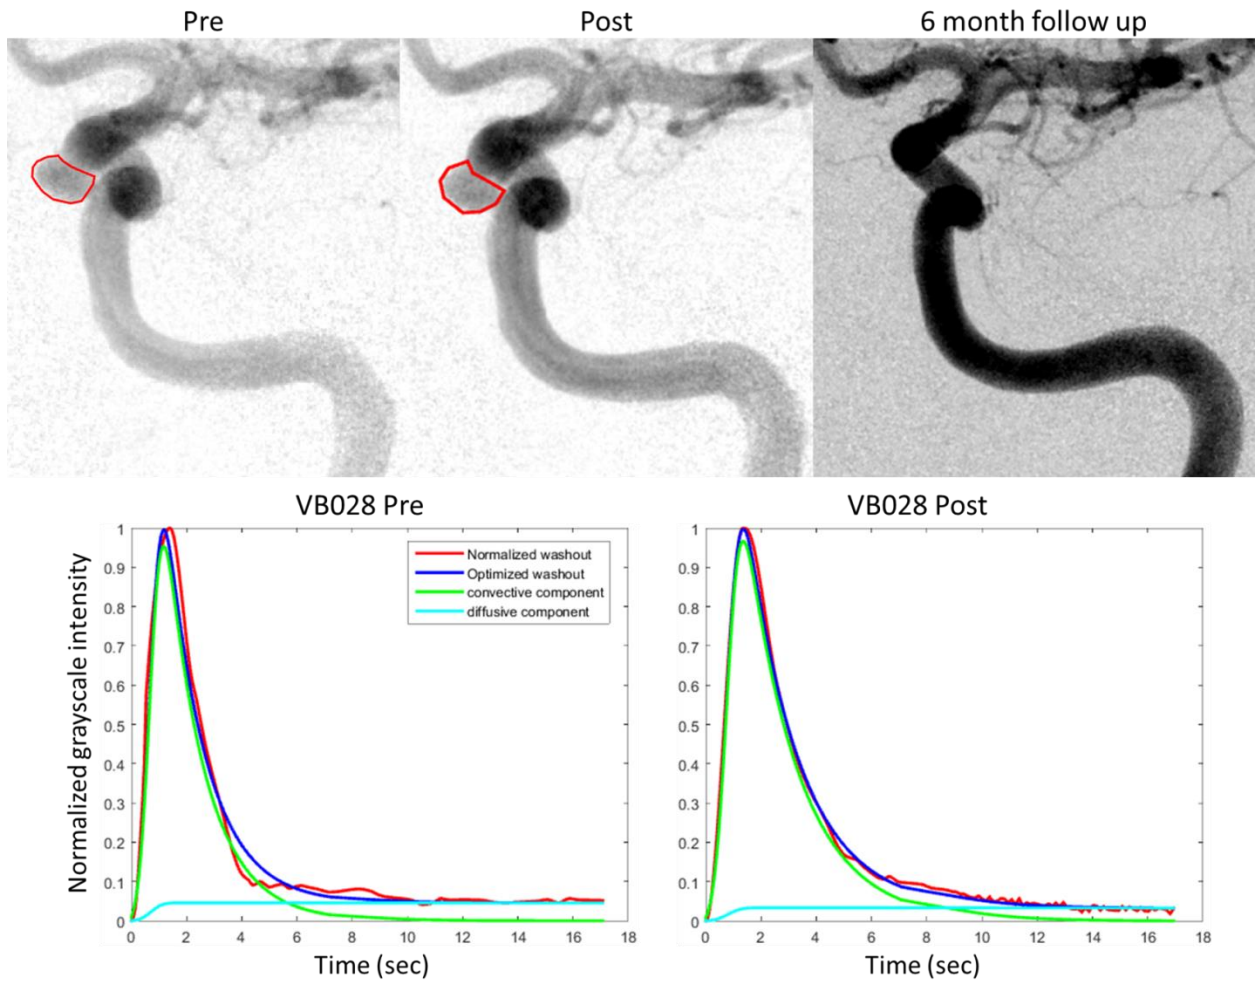 Pre
Post
6 month follow up
VB028 Pre
VB028 Post
Normalized grayscale intensity
1
0.9
0.8
0.7
0.6
0.5
0.4
0.3
0.2
0.1
0
Normalized washout
Optimized washout
convective component
diffusive component
0 2 4 6 8 10 12 14 16 18
Time (sec)
1
0.9
0.8
0.7
0.6
0.5
0.4
0.3
0.2
0.1
0
0 2 4 6 8 10 12 14 16 18
Time (sec)